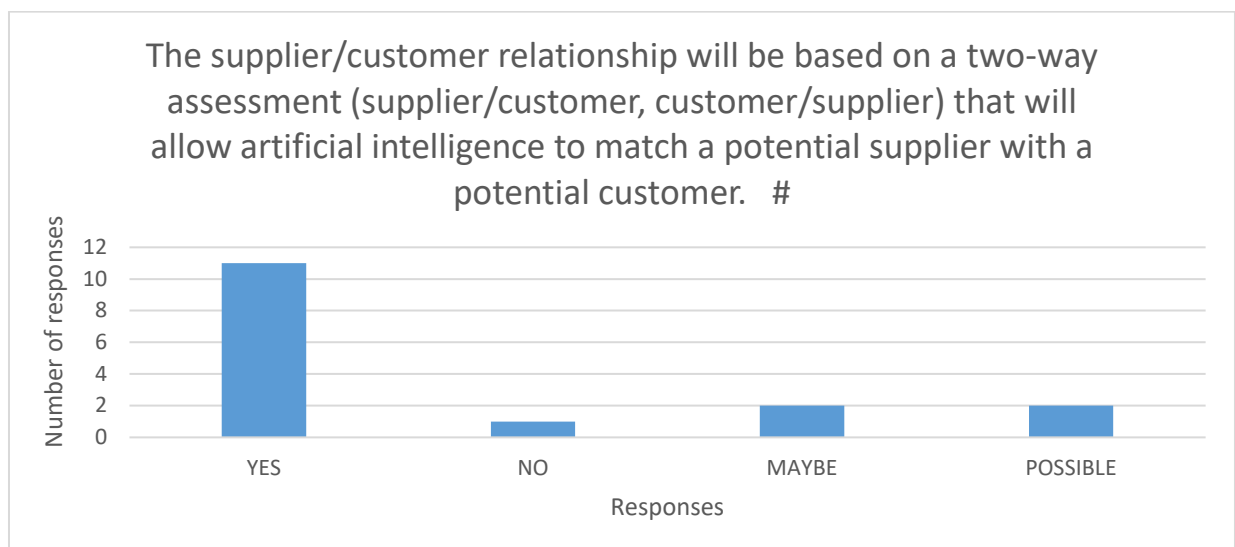 The supplier/customer relationship will be based on a two-way
assessment (supplier/customer, customer/supplier) that will
allow artificial intelligence to match a potential supplier with a
potential customer.   #
Number of responses
12
10
8
6
4
2
0
YES NO MAYBE POSSIBLE
Responses